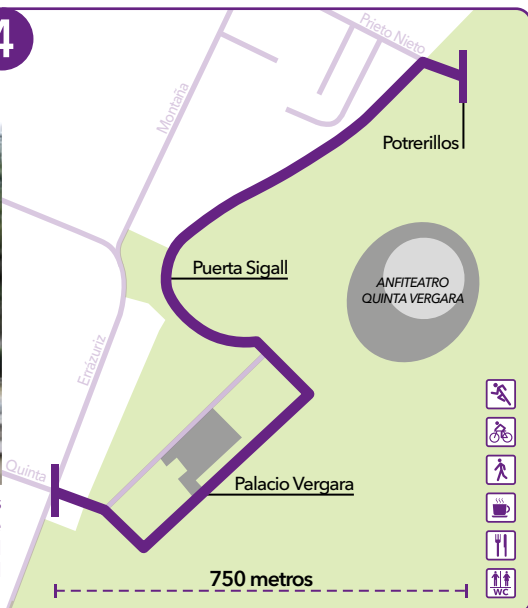 4
Prieto Nieto
Montaña
Potrerillos
Puerta Sigall
ANFITEATRO
QUINTA VERGARA
Errázuriz
Quinta
Palacio Vergara
750 metros
WC